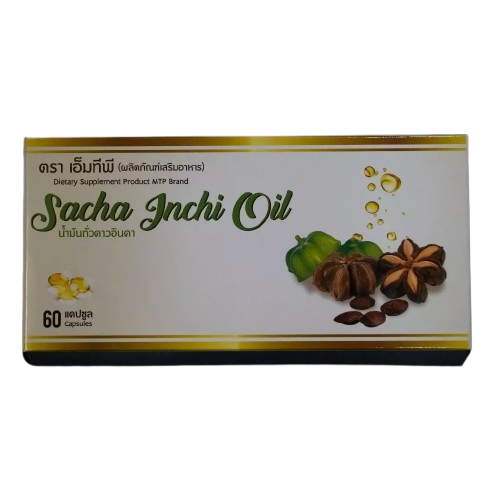 ตรา เอ็มทีพี (ผลิตภัณฑ์เสริมอาหาร)
Dietary Supplement Product MTP Brand
Sacha Inchi Oil
น้ำมันถั่วดาวอินคา
60 แคปซูล
Capsules